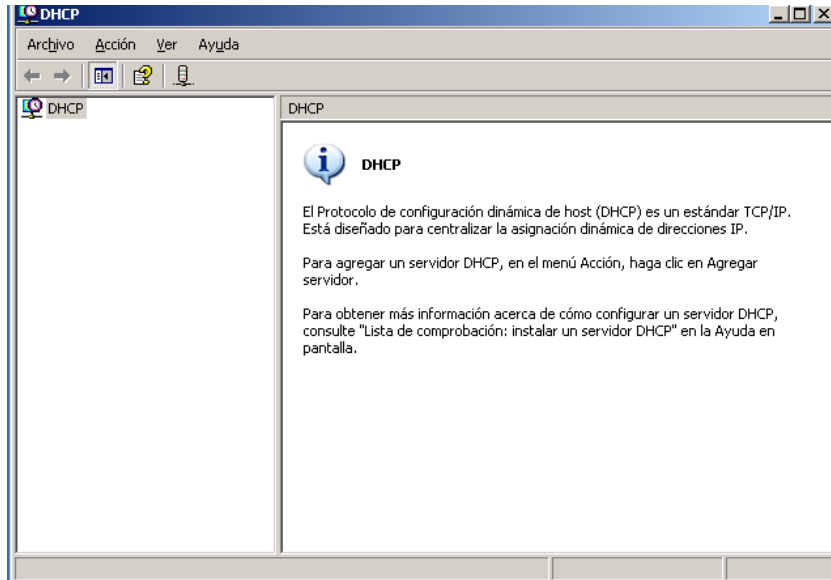 DHCP
Archivo Acción Ver Ayuda
DHCP
DHCP
DHCP
El Protocolo de configuración dinámica de host (DHCP) es un estándar TCP/IP.
Está diseñado para centralizar la asignación dinámica de direcciones IP.
Para agregar un servidor DHCP, en el menú Acción, haga clic en Agregar
servidor.
Para obtener más información acerca de cómo configurar un servidor DHCP,
consulte "Lista de comprobación: instalar un servidor DHCP" en la Ayuda en
pantalla.